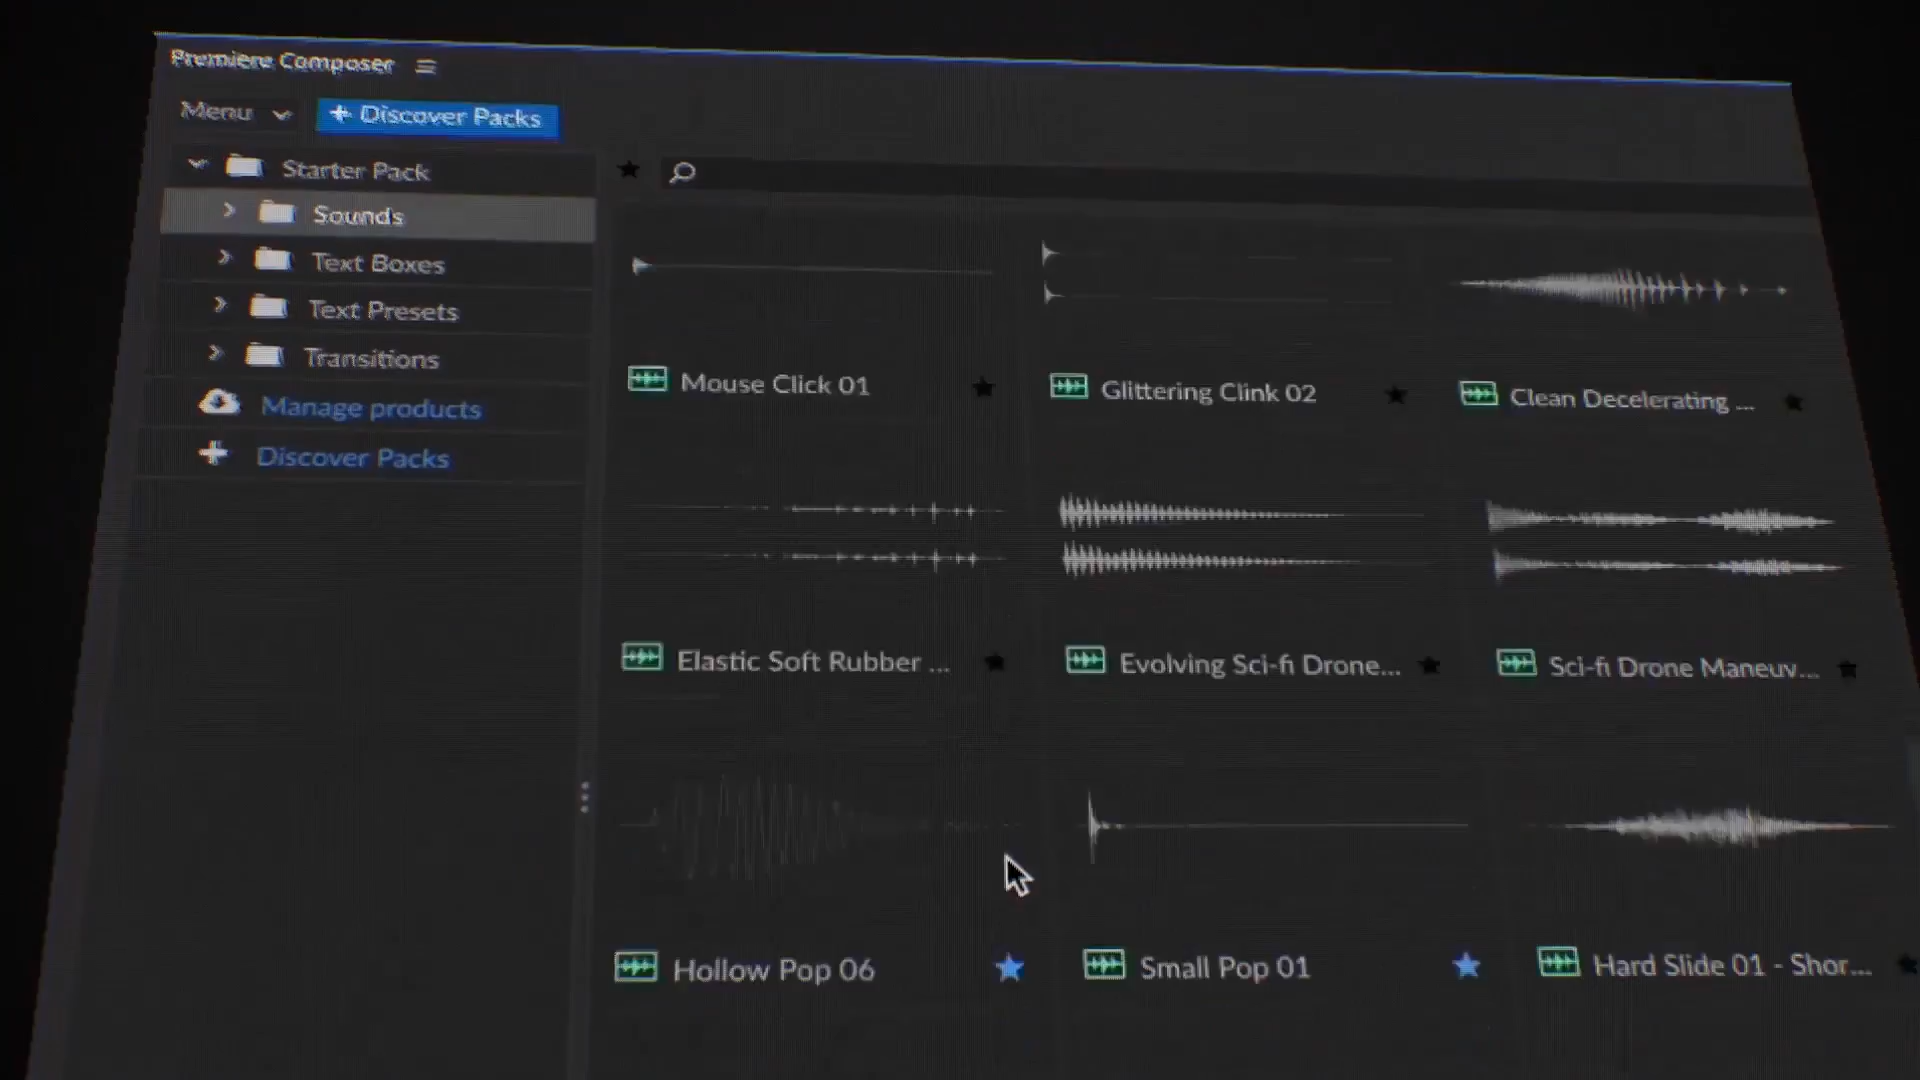 Premiere Composer
Menu
+ Discover Packs
Starter Pack
Sounds
Text Boxes
Text Presets
Transitions
Manage products
Discover Packs
Mouse Click 01
Glittering Clink 02
Clean Decelerating ...
Elastic Soft Rubber ...
Evolving Sci-fi Drone...
Sci-fi Drone Maneuv...
Hollow Pop 06
Small Pop 01
Hard Slide 01 - Shor...